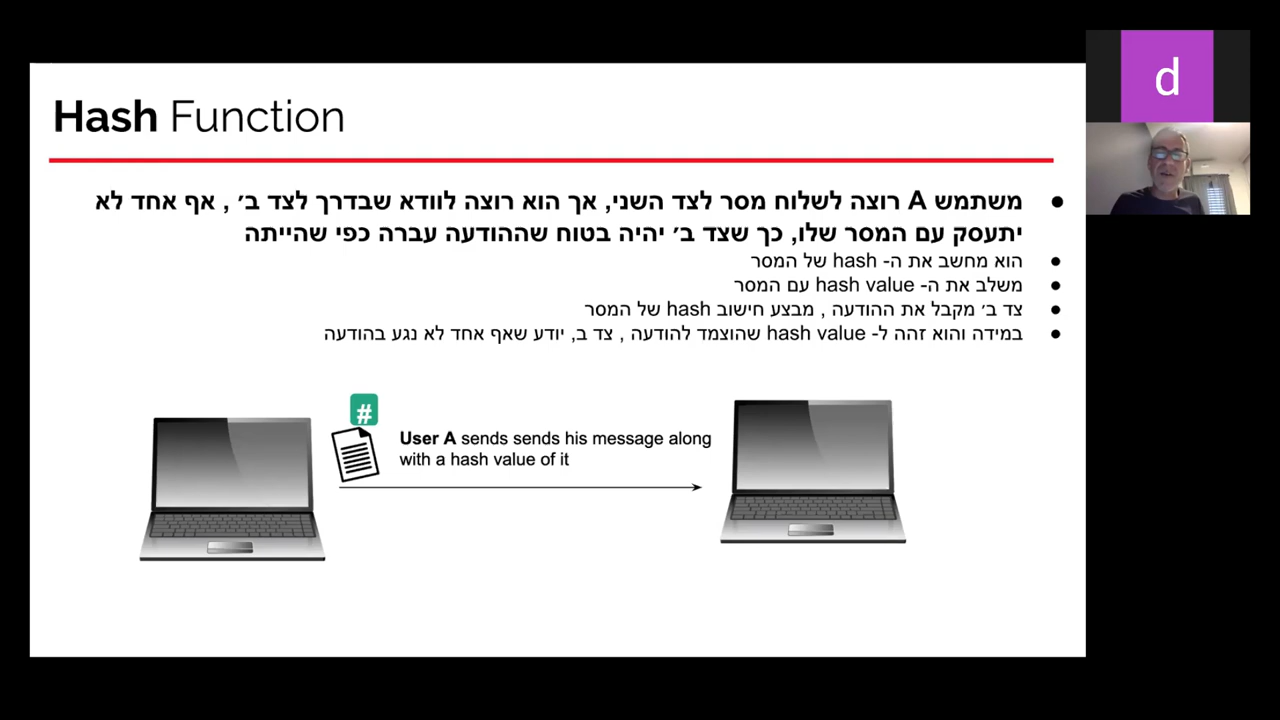 Hash Function
משתמש A רוצה לשלוח מסר לצד השני, אך הוא רוצה לוודא שבדרך לצד ב׳ , אף אחד לא
יתעסק עם המסר שלו, כך שצד ב׳ יהיה בטוח שההודעה עברה כפי שהייתה
הוא מחשב את ה- hash של המסר
משלב את ה- hash value עם המסר
צד ב׳ מקבל את ההודעה , מבצע חישוב hash של המסר
במידה והוא זהה ל- hash value שהוצמד להודעה , צד ב, יודע שאף אחד לא נגע בהודעה
#
User A sends sends his message along
with a hash value of it
d